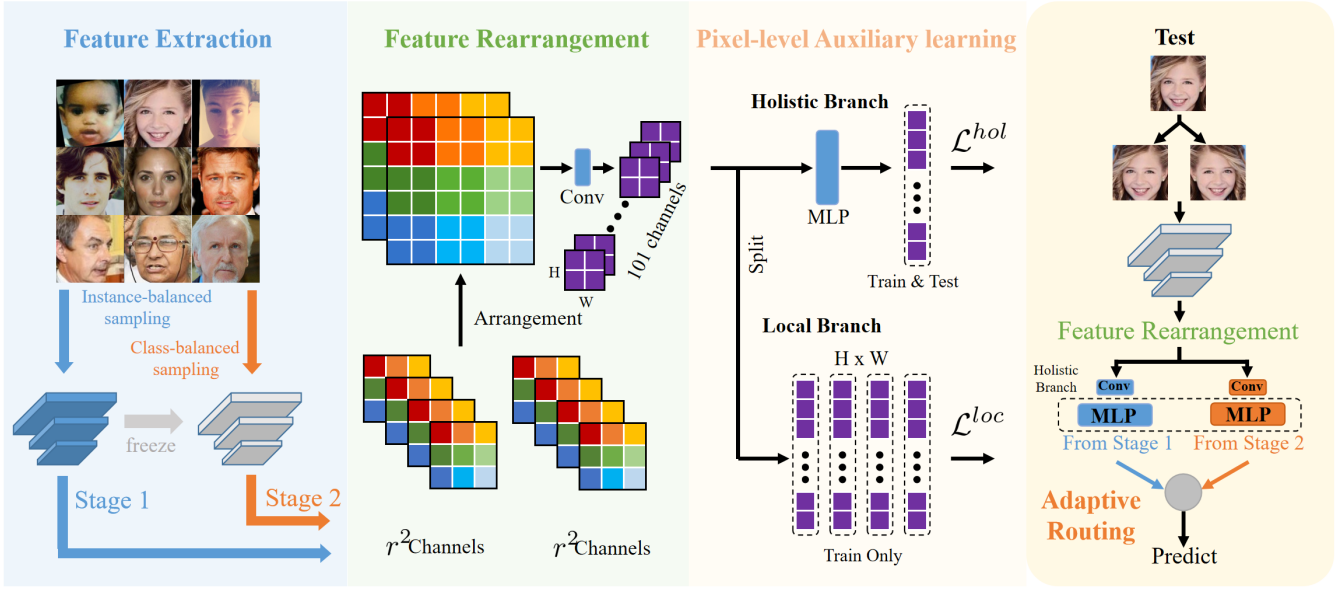 Feature Extraction
Instance-balanced
sampling
Class-balanced
sampling
freeze
Stage 1
Stage 2
Feature Rearrangement
Conv
101 channels
H
W
Arrangement
r² Channels
r² Channels
Pixel-level Auxiliary learning
Holistic Branch
MLP
L^hol
Train & Test
Split
Local Branch
H x W
L^loc
Train Only
Test
Feature Rearrangement
Holistic
Branch
Conv
Conv
MLP
MLP
From Stage 1
From Stage 2
Adaptive
Routing
Predict